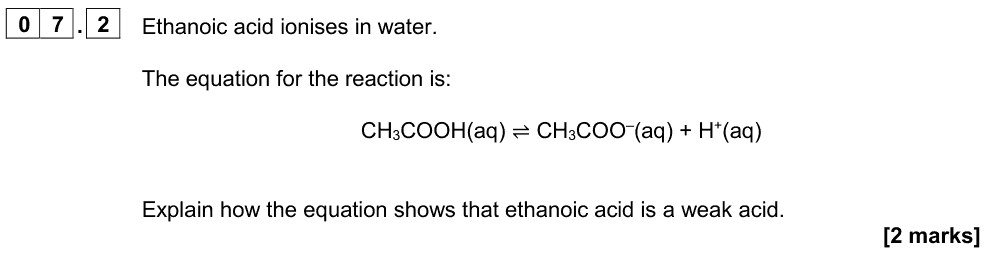 0 7 . 2 Ethanoic acid ionises in water.
The equation for the reaction is:
CH₃COOH(aq) ⇌ CH₃COO⁻(aq) + H⁺(aq)
Explain how the equation shows that ethanoic acid is a weak acid.
[2 marks]